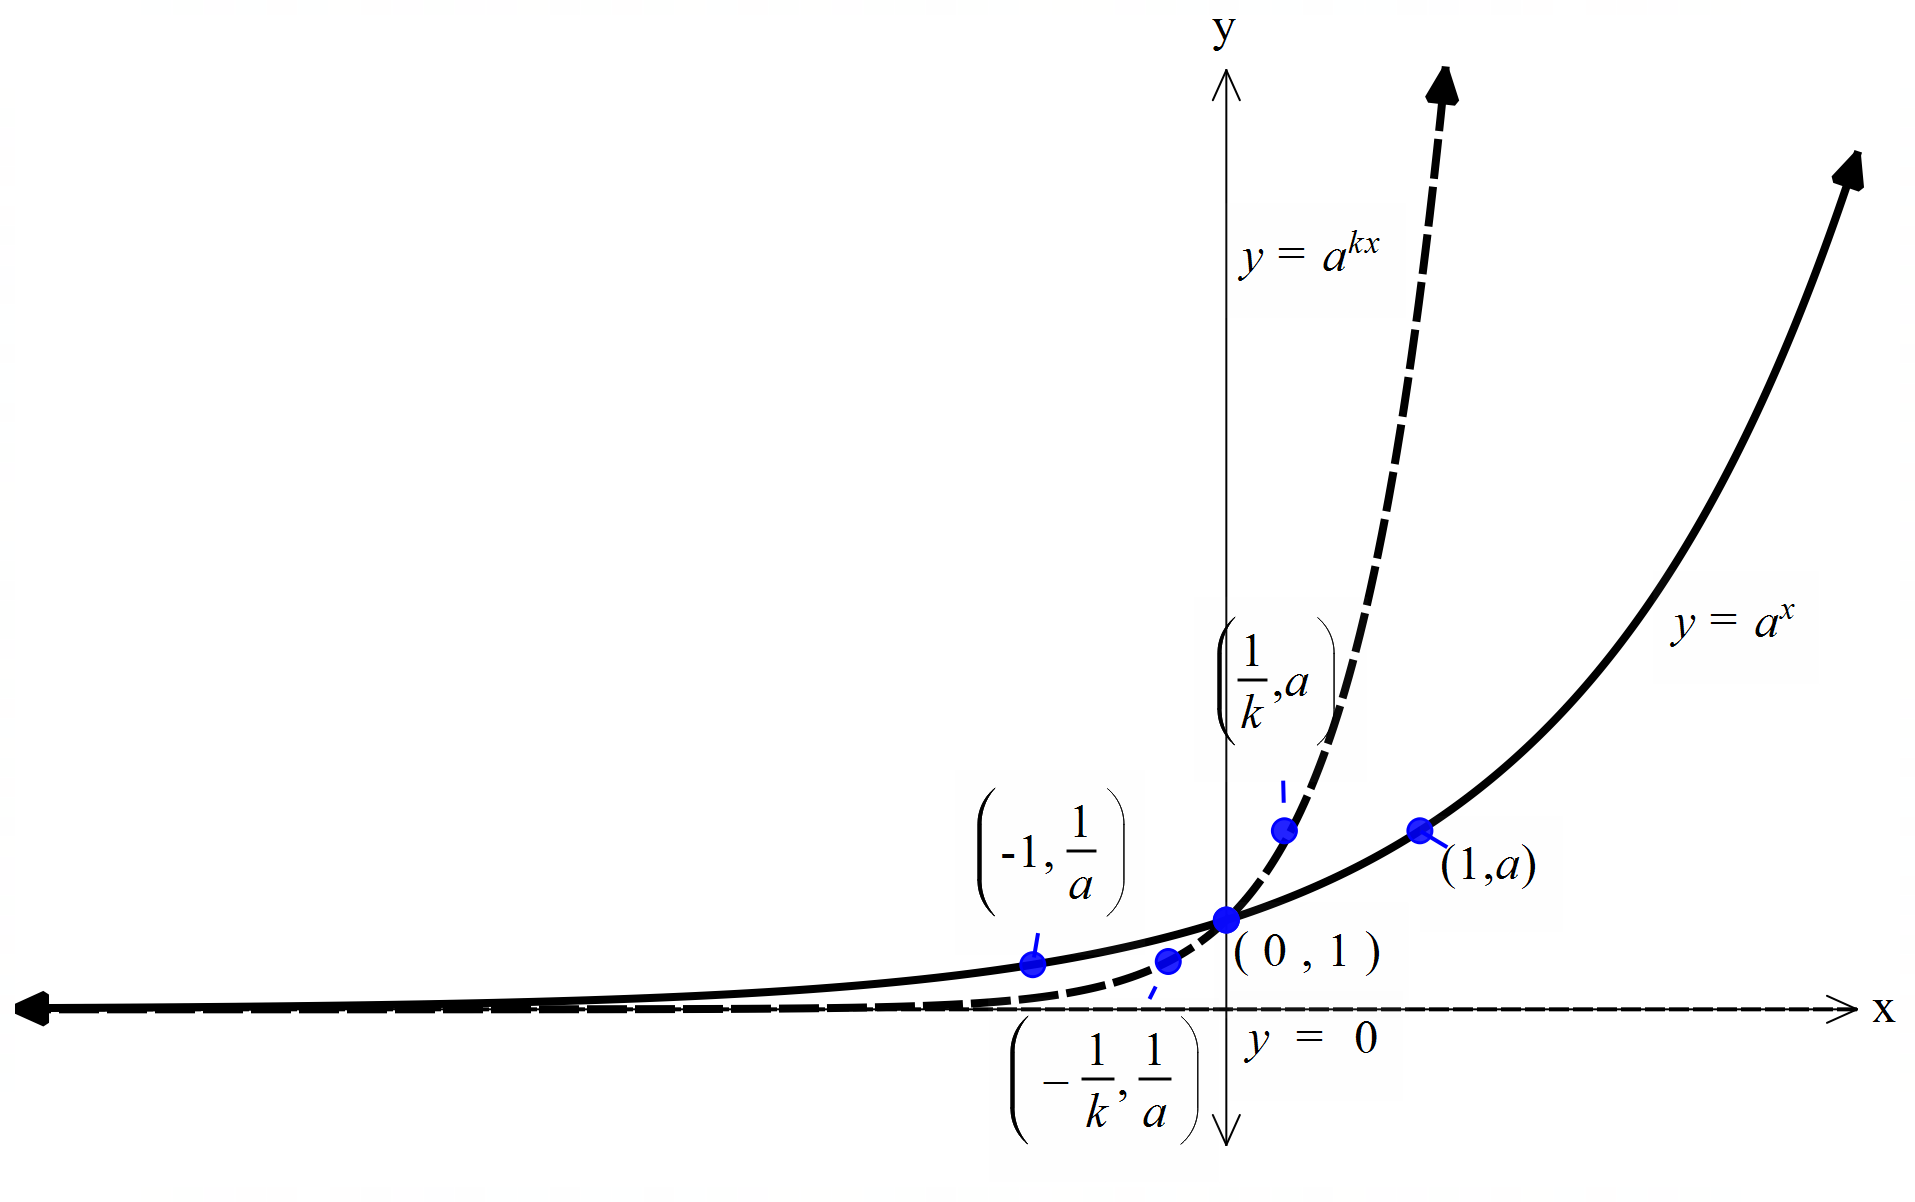 y
y = a^{kx}
y = a^x
(1/k, a)
(-1, 1/a)
(1,a)
( 0 , 1 )
x
y = 0
(− 1/k, 1/a)